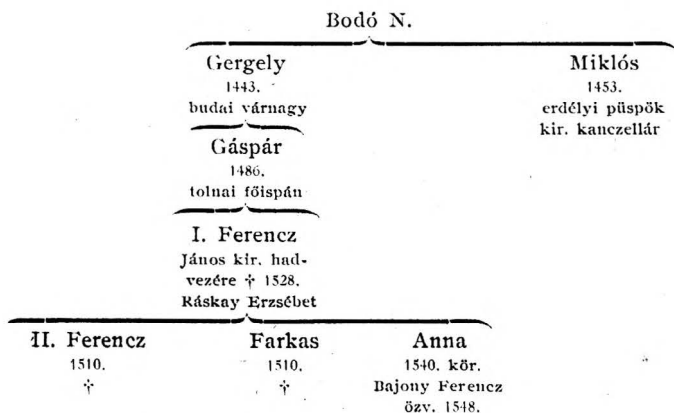 Bodó N.
Gergely
1443.
budai várnagy
Miklós
1453.
erdélyi püspök
kir. kanczellár
Gáspár
1486.
tolnai főispán
I. Ferencz
János kir. had-
vezére † 1528.
Ráskay Erzsébet
II. Ferencz
1510.
†
Farkas
1510.
†
Anna
1540. kör.
Bajony Ferencz
özv. 1548.